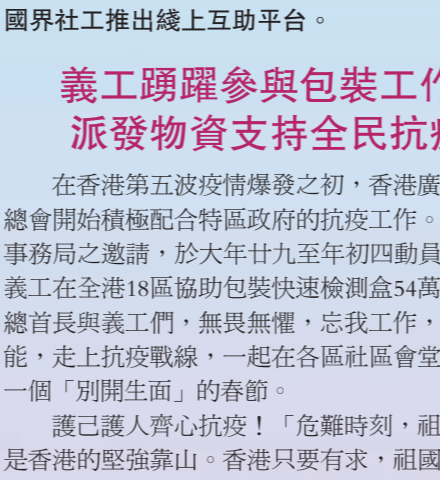 國界社工推出綫上互助平台。
義工踴躍參與包裝工作
派發物資支持全民抗疫
在香港第五波疫情爆發之初，香港廣
總會開始積極配合特區政府的抗疫工作。
事務局之邀請，於大年廿九至年初四動員
義工在全港18區協助包裝快速檢測盒54萬
總首長與義工們，無畏無懼，忘我工作，
能，走上抗疫戰線，一起在各區社區會堂
一個「別開生面」的春節。
護己護人齊心抗疫！「危難時刻，祖
是香港的堅強靠山。香港只要有求，祖國